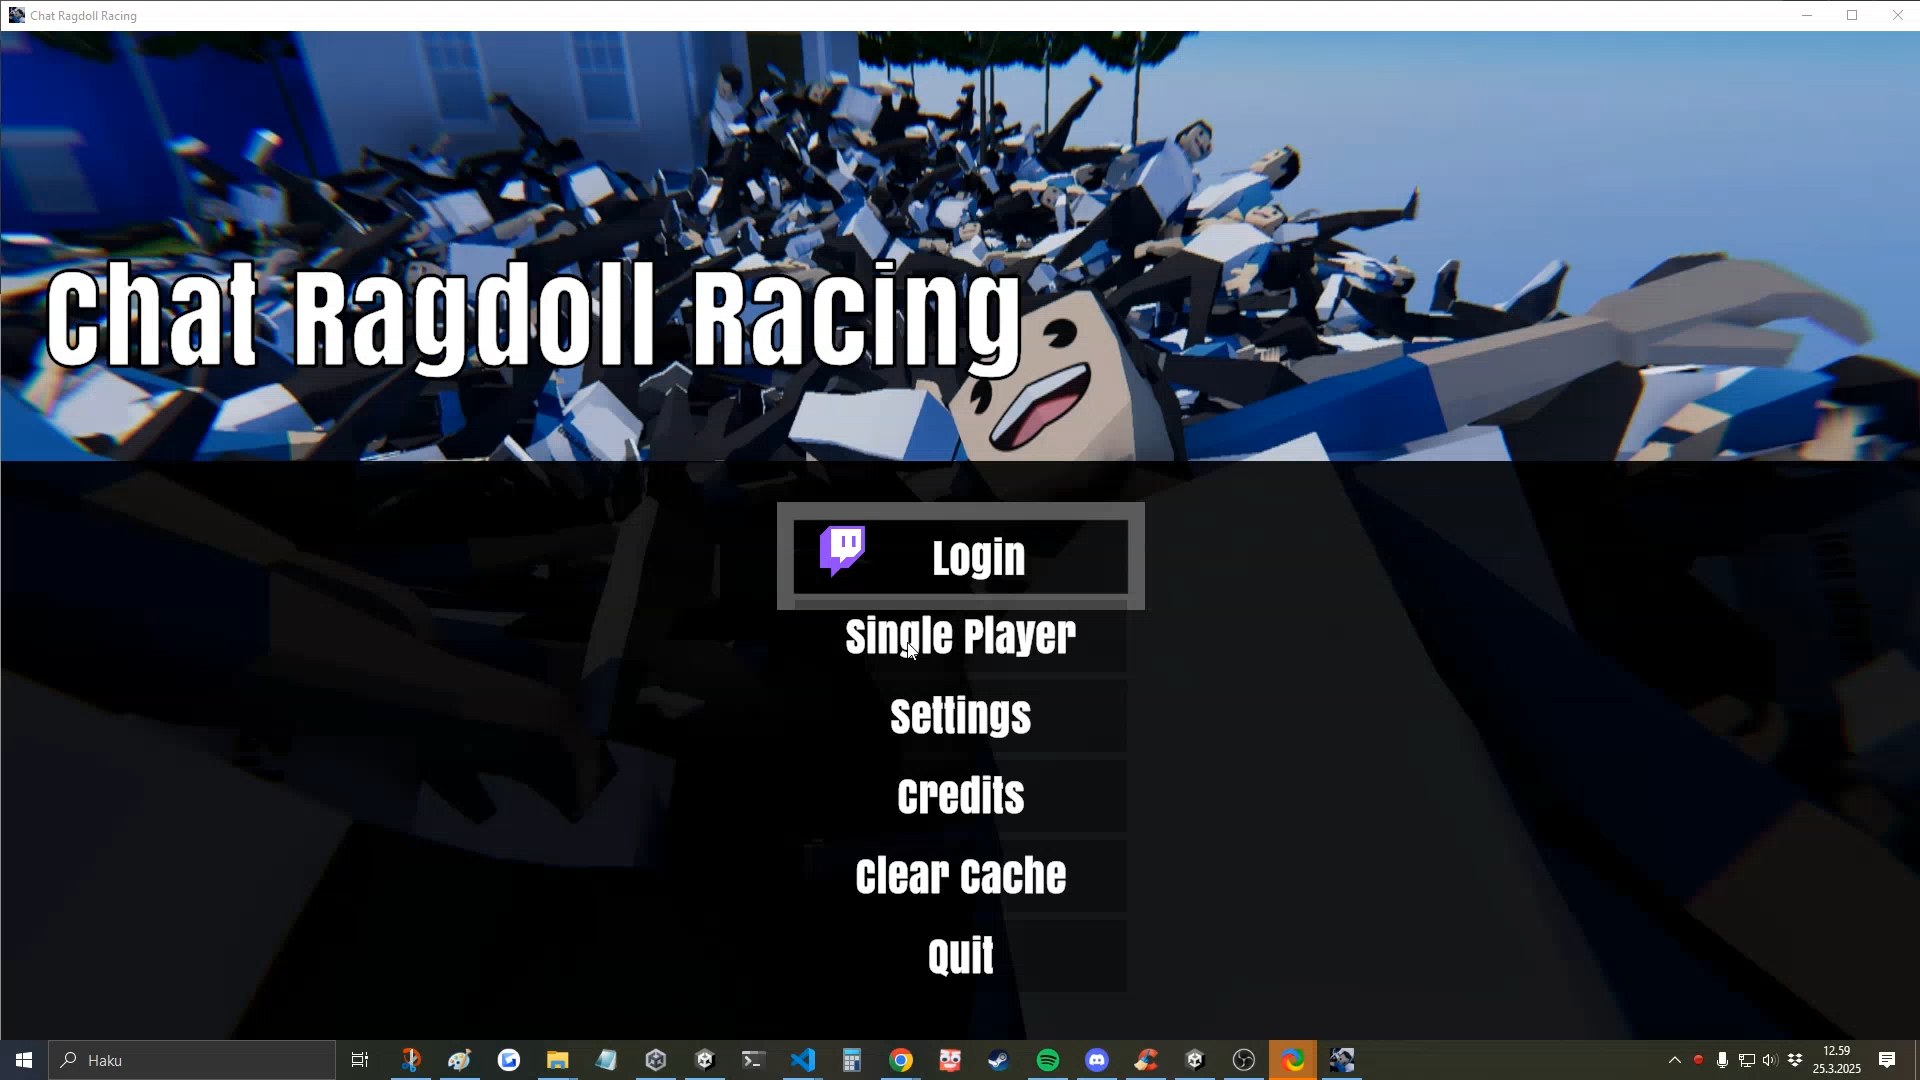 Chat Ragdoll Racing
Chat Ragdoll Racing
Login
Single Player
Settings
Credits
Clear Cache
Quit
Haku
12.59
25.3.2025